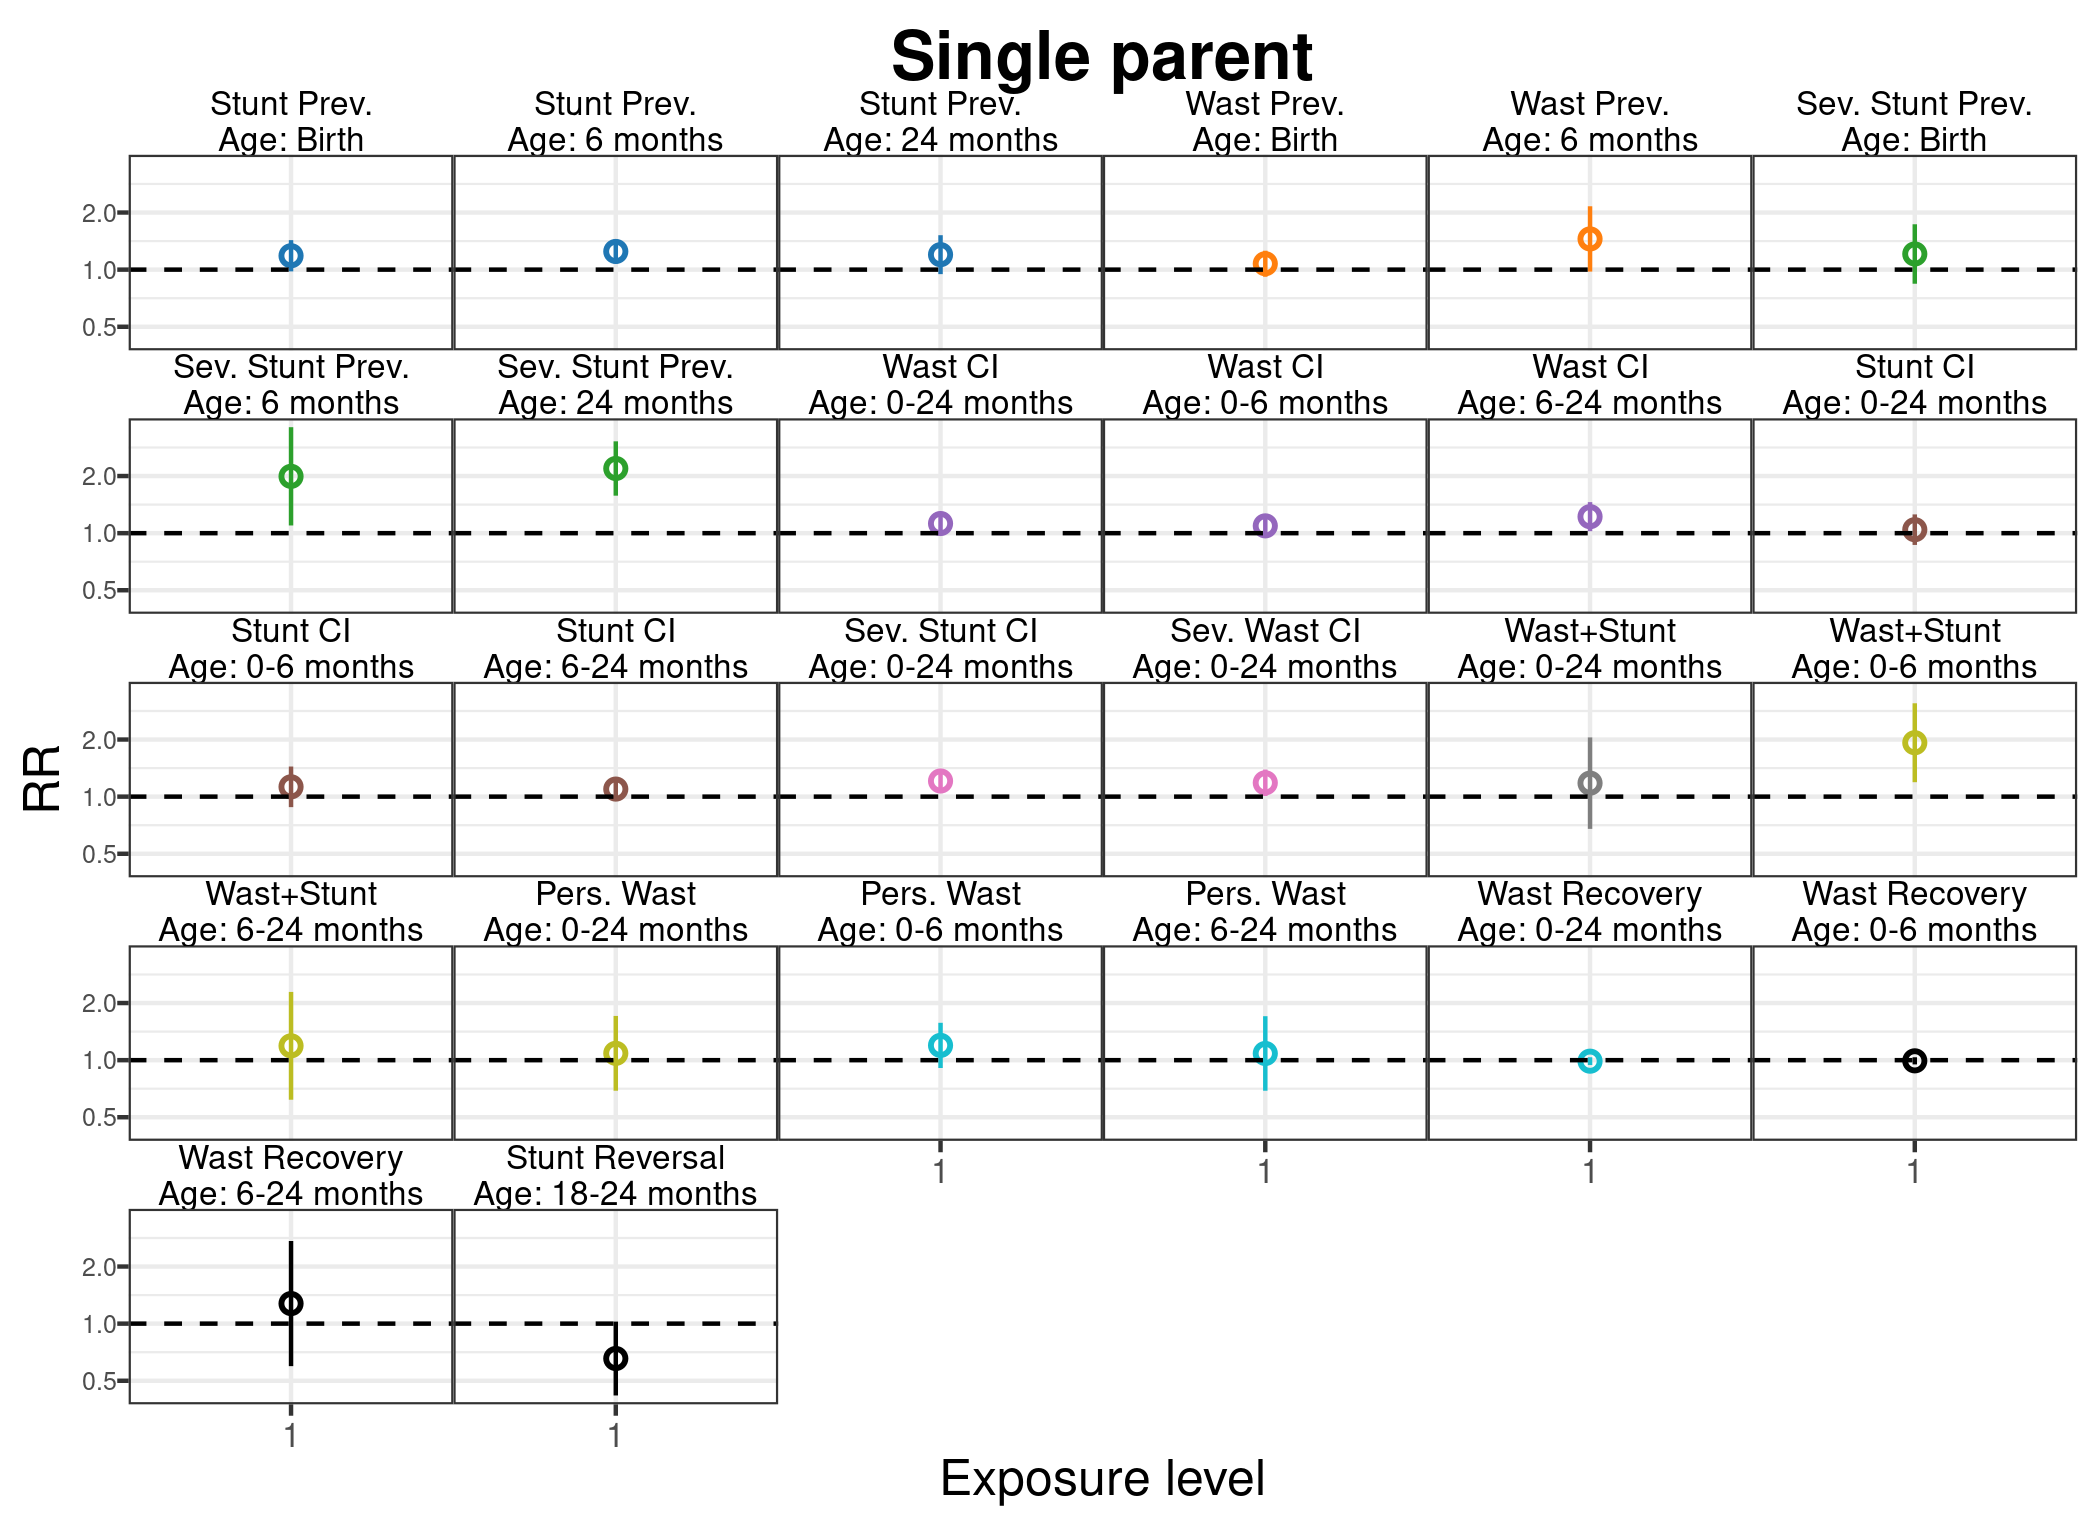 Single parent
Stunt Prev. Stunt Prev. Stunt Prev. Wast Prev. Wast Prev. Sev. Stunt Prev.
Age: Birth Age: 6 months Age: 24 months Age: Birth Age: 6 months Age: Birth
2.0
1.0
0.5
Sev. Stunt Prev. Sev. Stunt Prev. Wast CI Wast CI Wast CI Stunt CI
Age: 6 months Age: 24 months Age: 0-24 months Age: 0-6 months Age: 6-24 months Age: 0-24 months
2.0
1.0
0.5
Stunt CI Stunt CI Sev. Stunt CI Sev. Wast CI Wast+Stunt Wast+Stunt
Age: 0-6 months Age: 6-24 months Age: 0-24 months Age: 0-24 months Age: 0-24 months Age: 0-6 months
RR
2.0
1.0
0.5
Wast+Stunt Pers. Wast Pers. Wast Pers. Wast Wast Recovery Wast Recovery
Age: 6-24 months Age: 0-24 months Age: 0-6 months Age: 6-24 months Age: 0-24 months Age: 0-6 months
2.0
1.0
0.5
1 1 1 1
Wast Recovery Stunt Reversal
Age: 6-24 months Age: 18-24 months
2.0
1.0
0.5
1 1
Exposure level